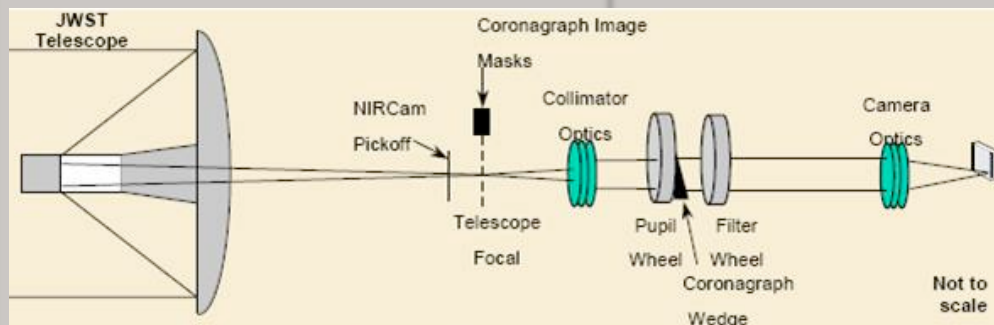 JWST
Telescope
Coronagraph Image
Masks
NIRCam
Pickoff
Collimator
Optics
Camera
Optics
Telescope
Focal
Pupil
Wheel
Filter
Wheel
Coronagraph
Wedge
Not to
scale